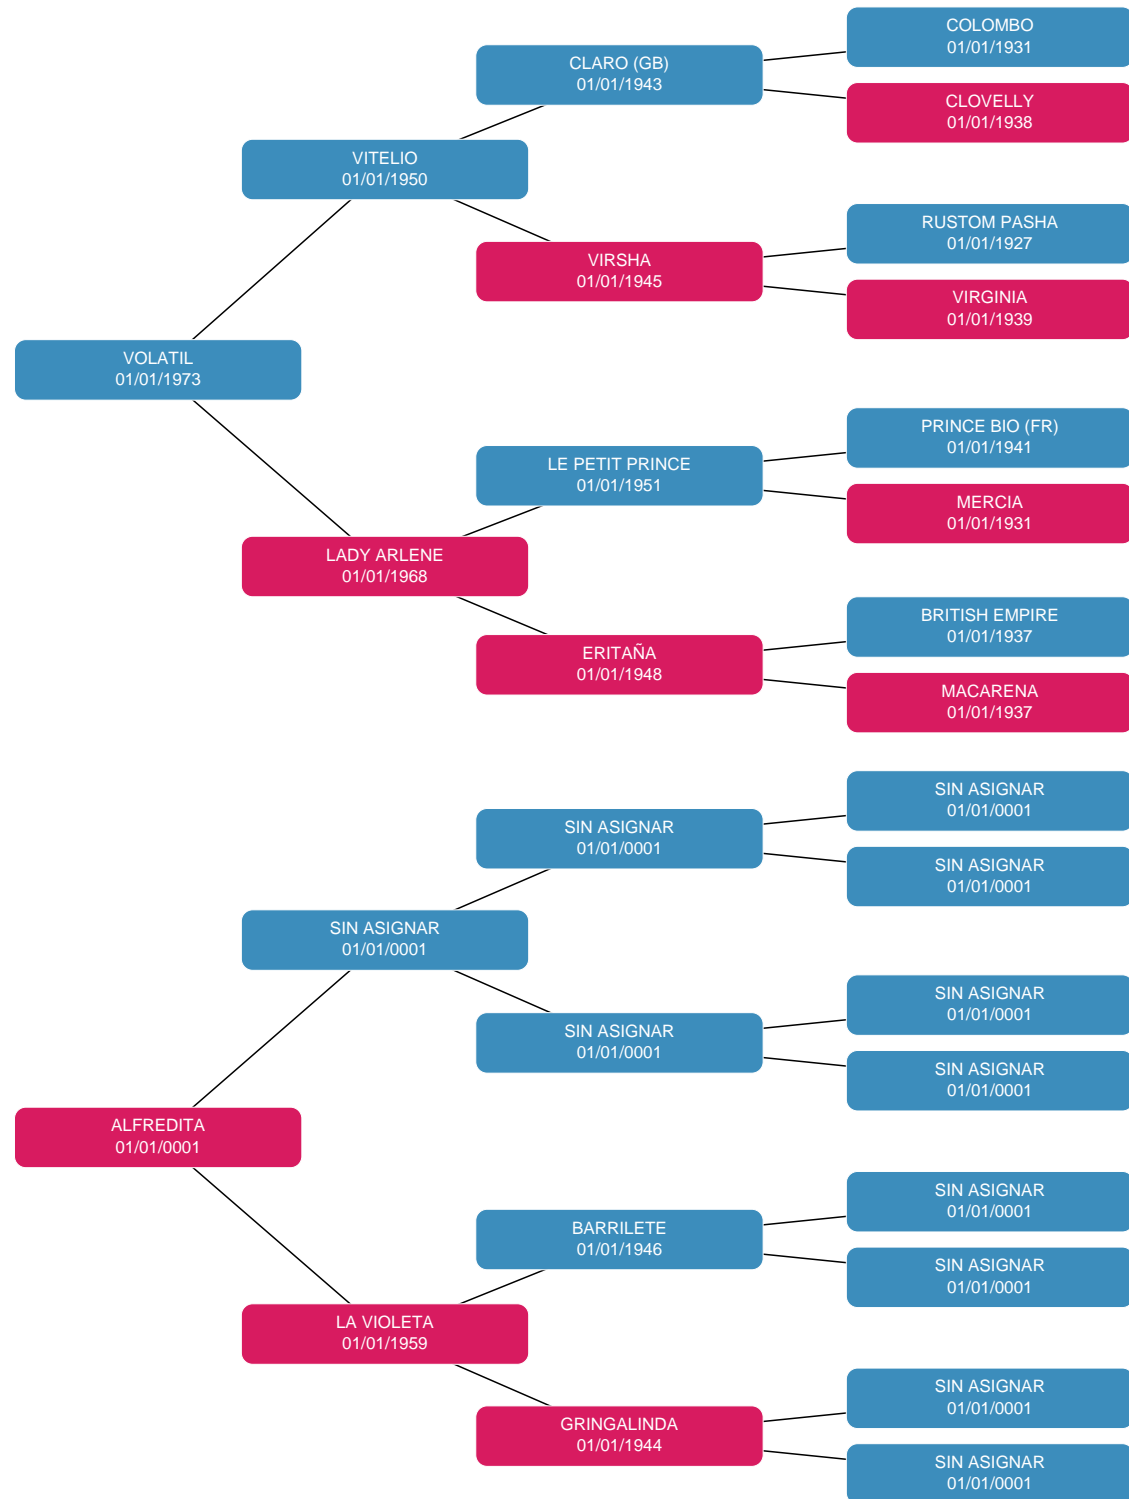 COLOMBO
01/01/1931
CLARO (GB)
01/01/1943
CLOVELLY
01/01/1938
VITELIO
01/01/1950
RUSTOM PASHA
01/01/1927
VIRSHA
01/01/1945
VIRGINIA
01/01/1939
VOLATIL
01/01/1973
PRINCE BIO (FR)
01/01/1941
LE PETIT PRINCE
01/01/1951
MERCIA
01/01/1931
LADY ARLENE
01/01/1968
BRITISH EMPIRE
01/01/1937
ERITAÑA
01/01/1948
MACARENA
01/01/1937
SIN ASIGNAR
01/01/0001
SIN ASIGNAR
01/01/0001
SIN ASIGNAR
01/01/0001
SIN ASIGNAR
01/01/0001
SIN ASIGNAR
01/01/0001
SIN ASIGNAR
01/01/0001
SIN ASIGNAR
01/01/0001
ALFREDITA
01/01/0001
SIN ASIGNAR
01/01/0001
BARRILETE
01/01/1946
SIN ASIGNAR
01/01/0001
LA VIOLETA
01/01/1959
SIN ASIGNAR
01/01/0001
GRINGALINDA
01/01/1944
SIN ASIGNAR
01/01/0001